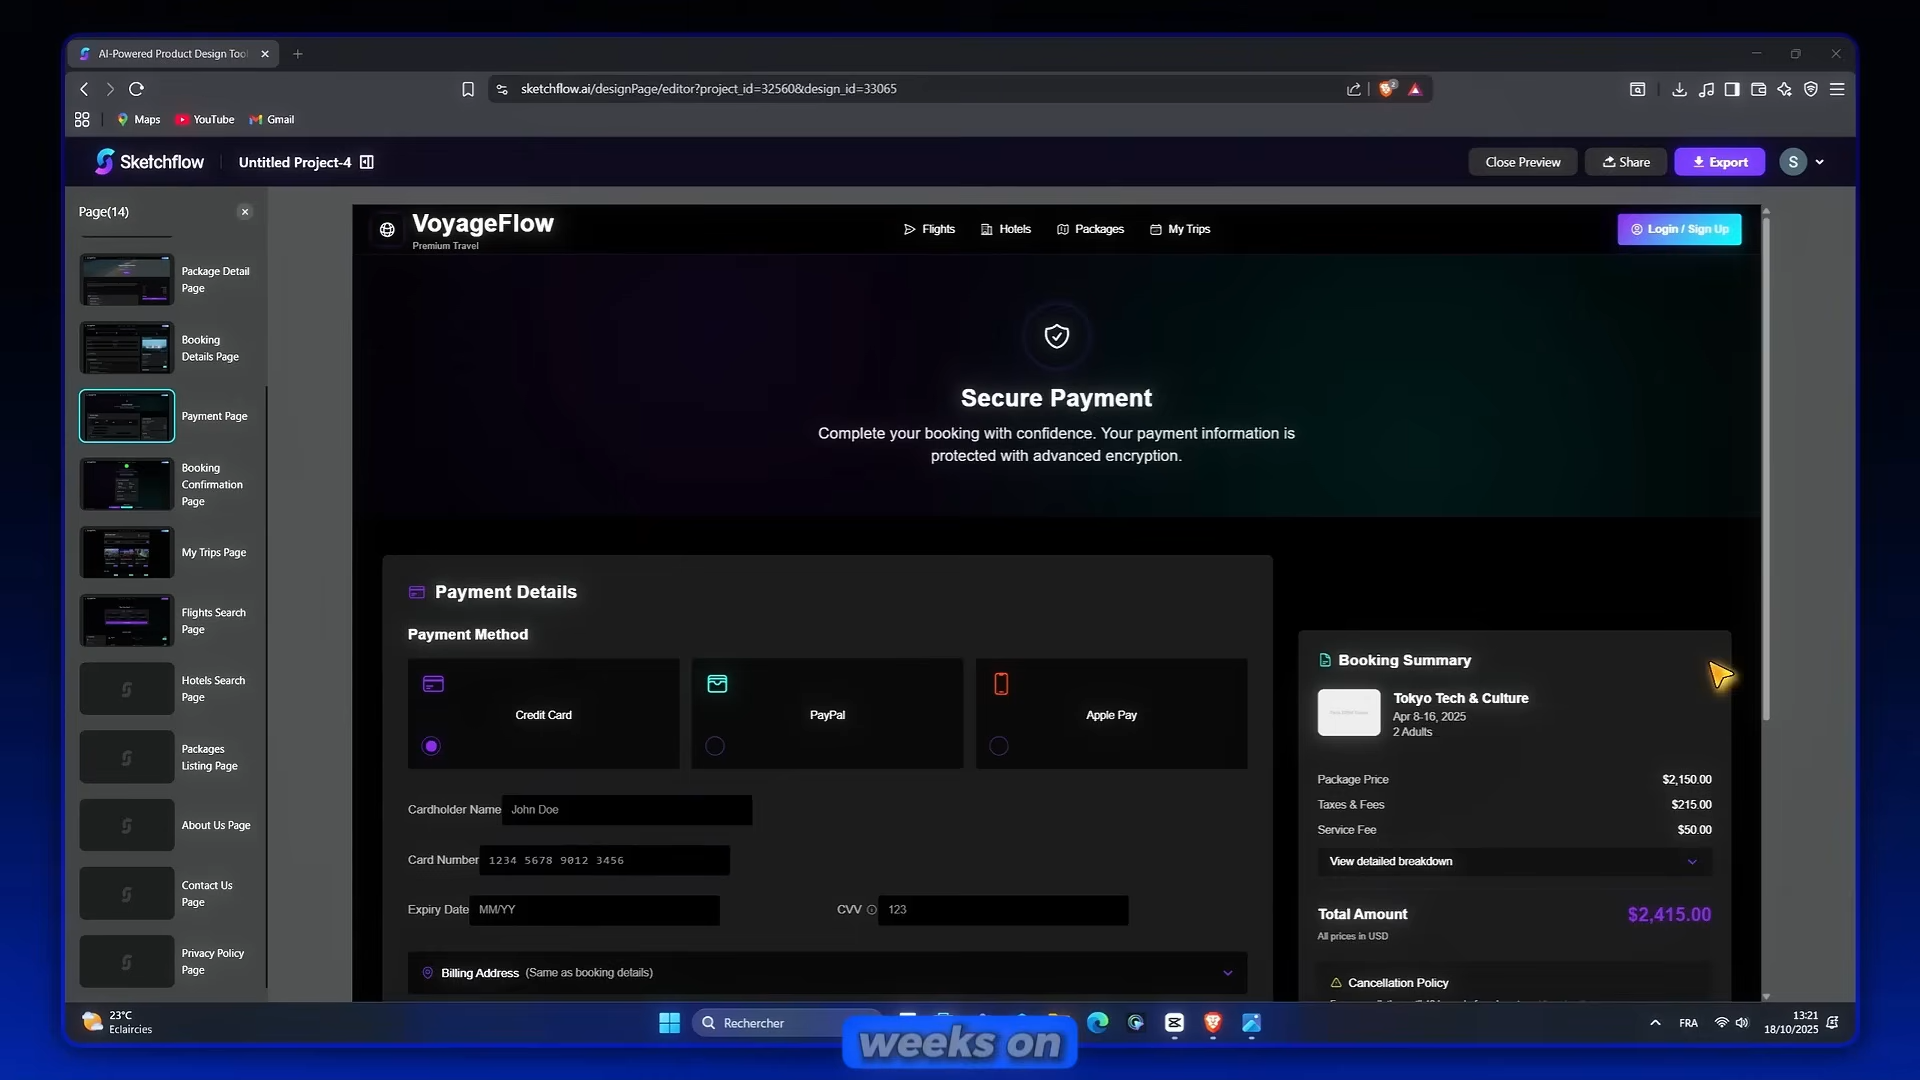 AI-Powered Product Design Too
sketchflow.ai/designPage/editor?project_id=32560&design_id=33065
2
Maps
YouTube
Gmail
Sketchflow
Untitled Project-4
Close Preview
Share
Export
S
Page(14)
Package Detail
Page
Booking
Details Page
Payment Page
Booking
Confirmation
Page
My Trips Page
Flights Search
Page
Hotels Search
Page
Packages
Listing Page
About Us Page
Contact Us
Page
Privacy Policy
Page
VoyageFlow
Premium Travel
Flights
Hotels
Packages
My Trips
Login / Sign Up
Secure Payment
Complete your booking with confidence. Your payment information is
protected with advanced encryption.
Payment Details
Payment Method
Credit Card
PayPal
Apple Pay
Cardholder Name John Doe
Card Number 1234 5678 9012 3456
Expiry Date MM/YY
CVV 123
Billing Address (Same as booking details)
Booking Summary
Tokyo Tech & Culture
Apr 8-16, 2025
2 Adults
Package Price $2,150.00
Taxes & Fees $215.00
Service Fee $50.00
View detailed breakdown
Total Amount $2,415.00
All prices in USD
Cancellation Policy
23°C
Eclaircies
Rechercher
FRA
13:21
18/10/2025
weeks on